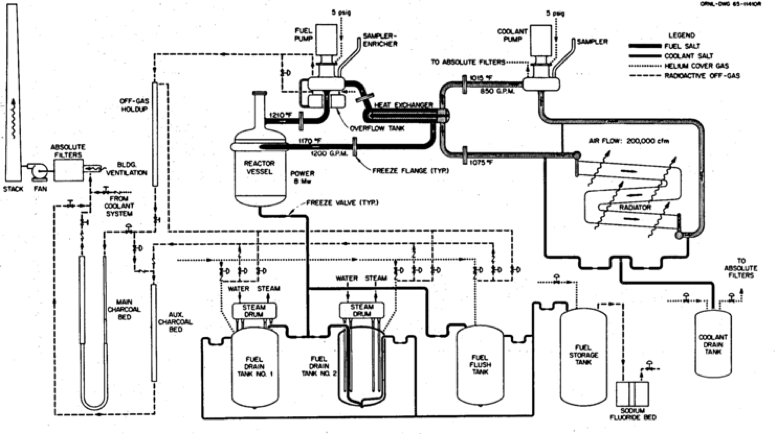 ORNL-DWG 65-11410R
5 psig
5 psig
FUEL
PUMP
SAMPLER-
ENRICHER
COOLANT
PUMP
SAMPLER
TO ABSOLUTE FILTERS
LEGEND
FUEL SALT
COOLANT SALT
HELIUM COVER GAS
RADIOACTIVE OFF-GAS
1015 °F
850 G.P.M.
OFF-GAS
HOLDUP
HEAT EXCHANGER
1210 °F
OVERFLOW TANK
AIR FLOW: 200,000 cfm
1170 °F
1200 G.P.M.
1075 °F
ABSOLUTE
FILTERS
BLDG.
VENTILATION
REACTOR
VESSEL
FREEZE FLANGE (TYP.)
POWER
8 Mw
STACK
FAN
RADIATOR
FROM
COOLANT
SYSTEM
FREEZE VALVE (TYP.)
TO
ABSOLUTE
FILTERS
WATER
STEAM
WATER
STEAM
STEAM
DRUM
STEAM
DRUM
MAIN
CHARCOAL
BED
AUX.
CHARCOAL
BED
FUEL
DRAIN
TANK NO. 1
FUEL
DRAIN
TANK NO. 2
FUEL
FLUSH
TANK
FUEL
STORAGE
TANK
COOLANT
DRAIN
TANK
SODIUM
FLUORIDE BED